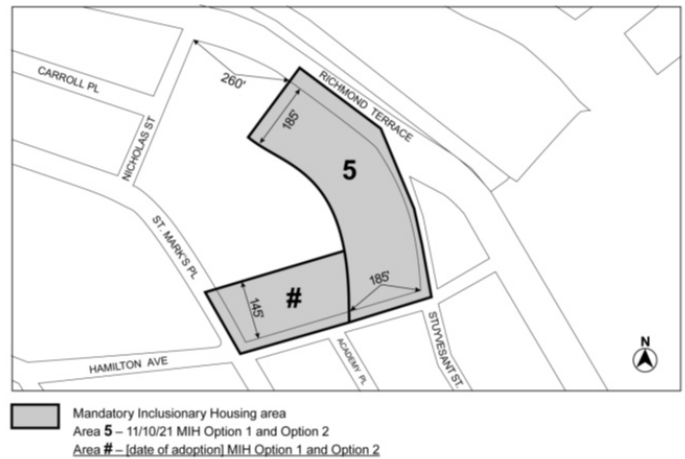 CARROLL PL
NICHOLAS ST
260'
185'
RICHMOND TERRACE
5
ST. MARK'S PL
145'
#
185'
HAMILTON AVE
ACADEMY PL
STUYVESANT ST.
N
Mandatory Inclusionary Housing area
Area 5 – 11/10/21 MIH Option 1 and Option 2
Area # – [date of adoption] MIH Option 1 and Option 2